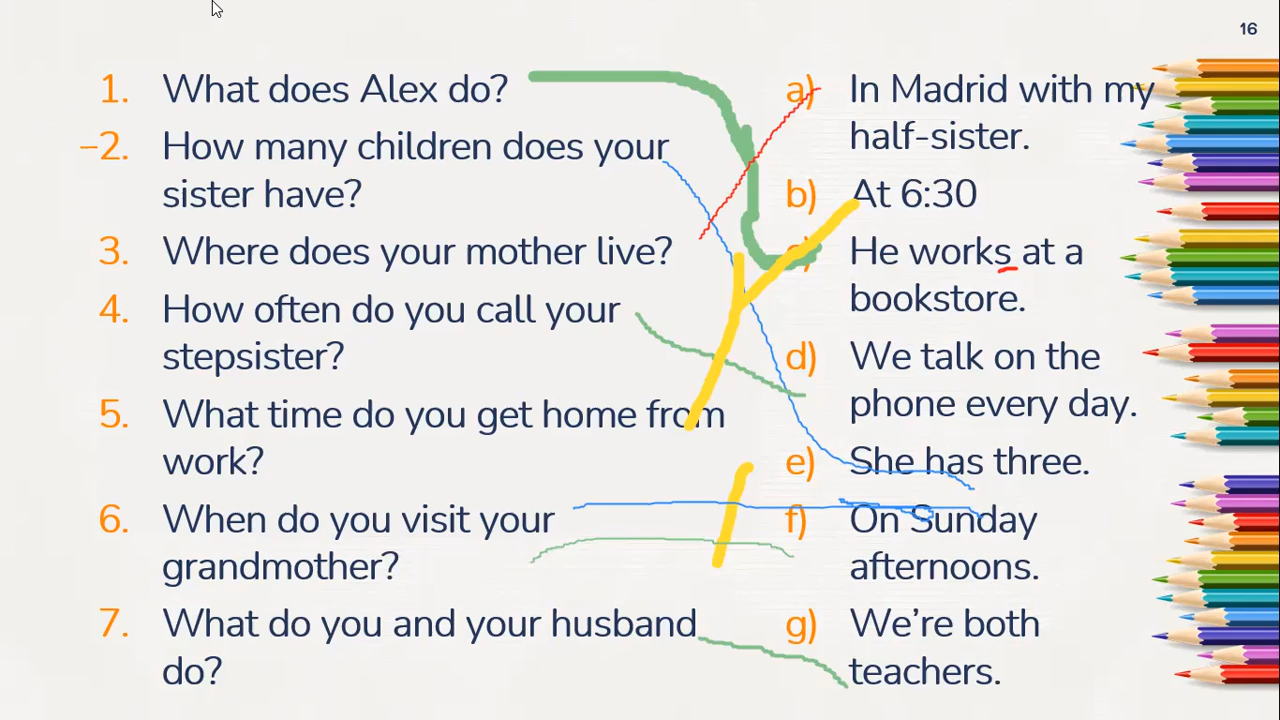 16
1. What does Alex do?
2. How many children does your
sister have?
3. Where does your mother live?
4. How often do you call your
stepsister?
5. What time do you get home from
work?
6. When do you visit your
grandmother?
7. What do you and your husband
do?
a) In Madrid with my
half-sister.
b) At 6:30
c) He works at a
bookstore.
d) We talk on the
phone every day.
e) She has three.
f) On Sunday
afternoons.
g) We’re both
teachers.